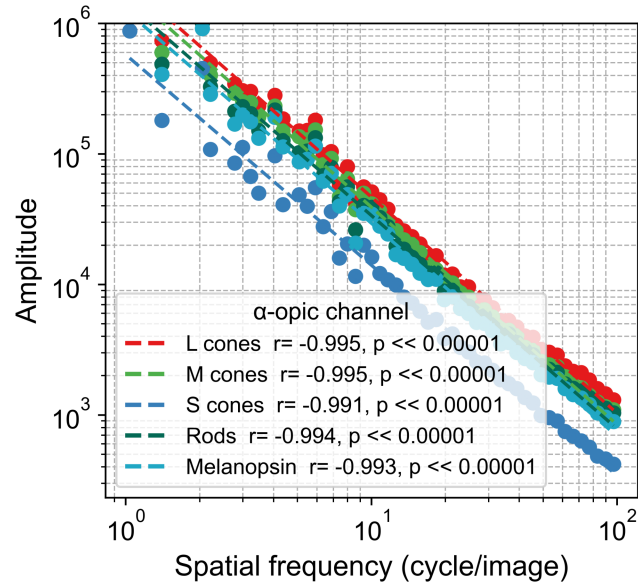 10⁶
10⁵
10⁴
10³
Amplitude
α-opic channel
L cones r= -0.995, p << 0.00001
M cones r= -0.995, p << 0.00001
S cones r= -0.991, p << 0.00001
Rods r= -0.994, p << 0.00001
Melanopsin r= -0.993, p << 0.00001
10⁰ 10¹ 10²
Spatial frequency (cycle/image)